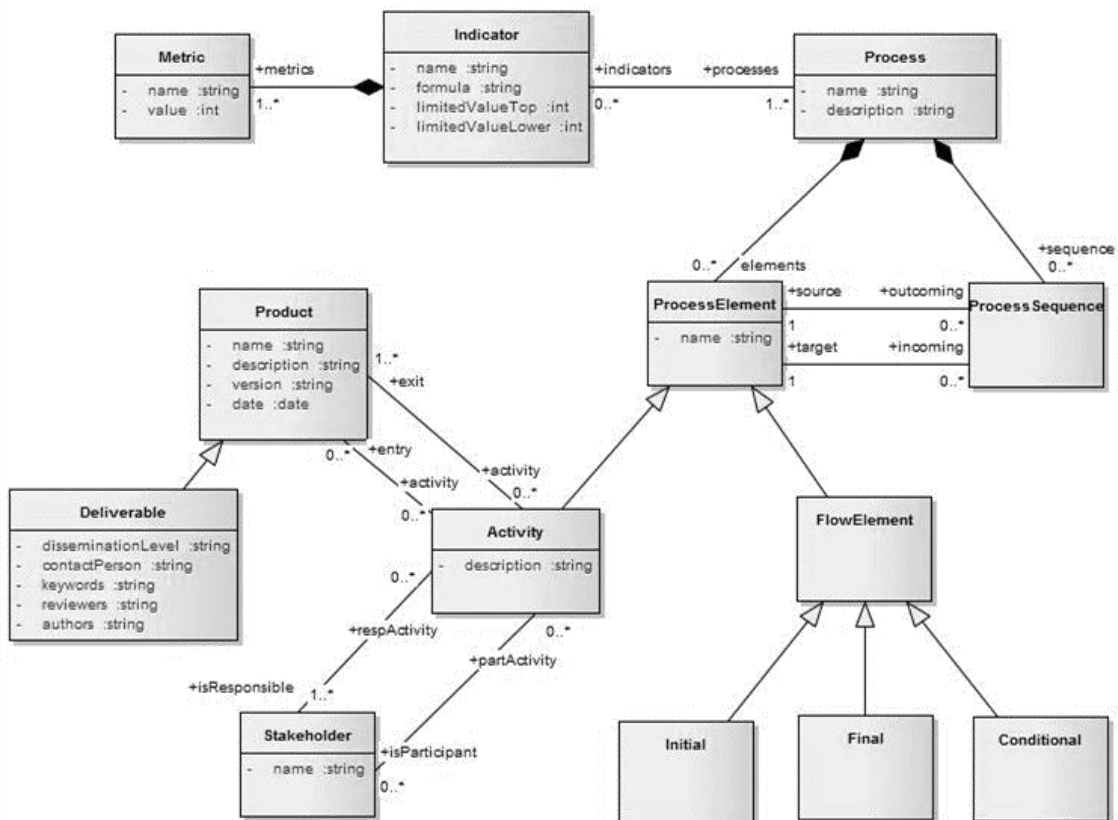 Metric
- name :string
- value :int
+metrics
1..*
Indicator
- name :string
- formula :string
- limitedValueTop :int
- limitedValueLower :int
+indicators
0..*
+processes
1..*
Process
- name :string
- description :string
0..*
elements
+sequence
0..*
ProcessElement
- name :string
+source
1
+outcoming
0..*
+target
1
+incoming
0..*
ProcessSequence
Product
- name :string
- description :string
- version :string
- date :date
1..*
+exit
0..*
+entry
+activity
0..*
+activity
0..*
Deliverable
- disseminationLevel :string
- contactPerson :string
- keywords :string
- reviewers :string
- authors :string
Activity
- description :string
0..*
+respActivity
0..*
+partActivity
+isResponsible
1..*
Stakeholder
- name :string
+isParticipant
0..*
FlowElement
Initial
Final
Conditional